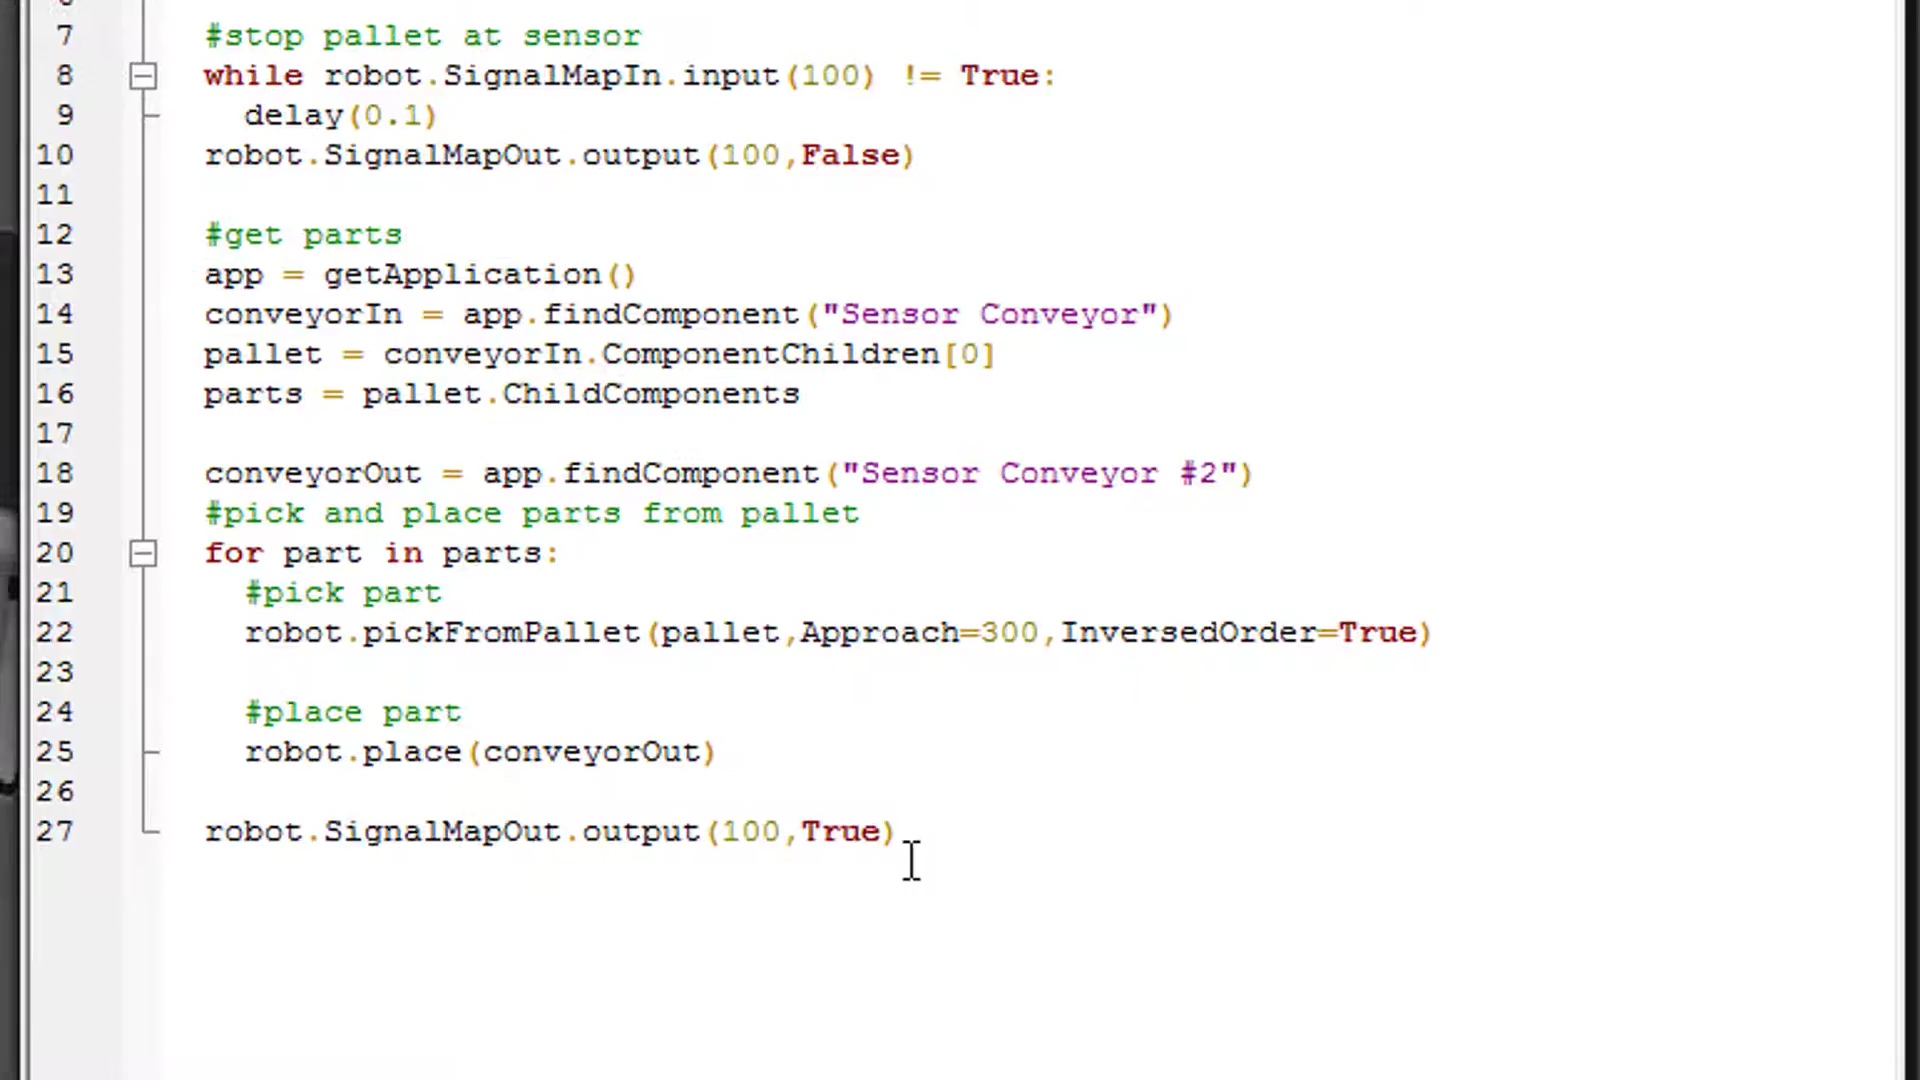 7 #stop pallet at sensor
8 while robot.SignalMapIn.input(100) != True:
9 delay(0.1)
10 robot.SignalMapOut.output(100,False)
11
12 #get parts
13 app = getApplication()
14 conveyorIn = app.findComponent("Sensor Conveyor")
15 pallet = conveyorIn.ComponentChildren[0]
16 parts = pallet.ChildComponents
17
18 conveyorOut = app.findComponent("Sensor Conveyor #2")
19 #pick and place parts from pallet
20 for part in parts:
21 #pick part
22 robot.pickFromPallet(pallet,Approach=300,InversedOrder=True)
23
24 #place part
25 robot.place(conveyorOut)
26
27 robot.SignalMapOut.output(100,True)